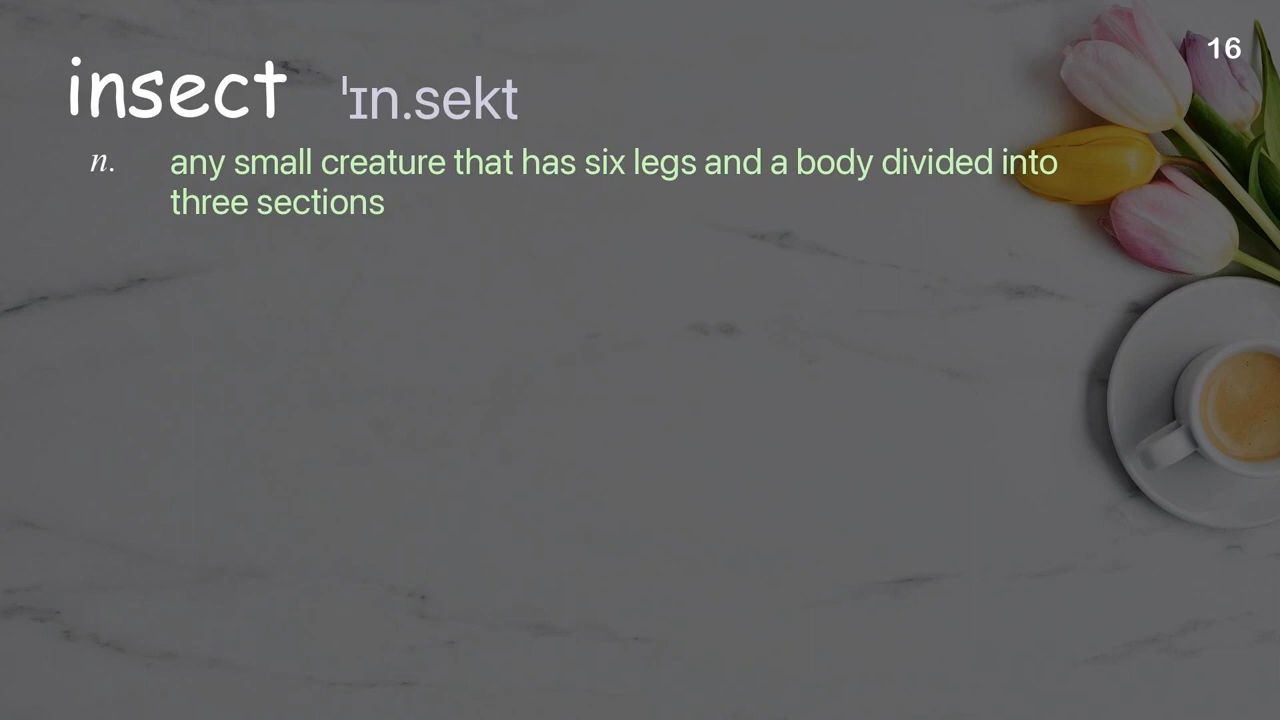 16
insect ˈɪn.sekt
n. any small creature that has six legs and a body divided into
three sections